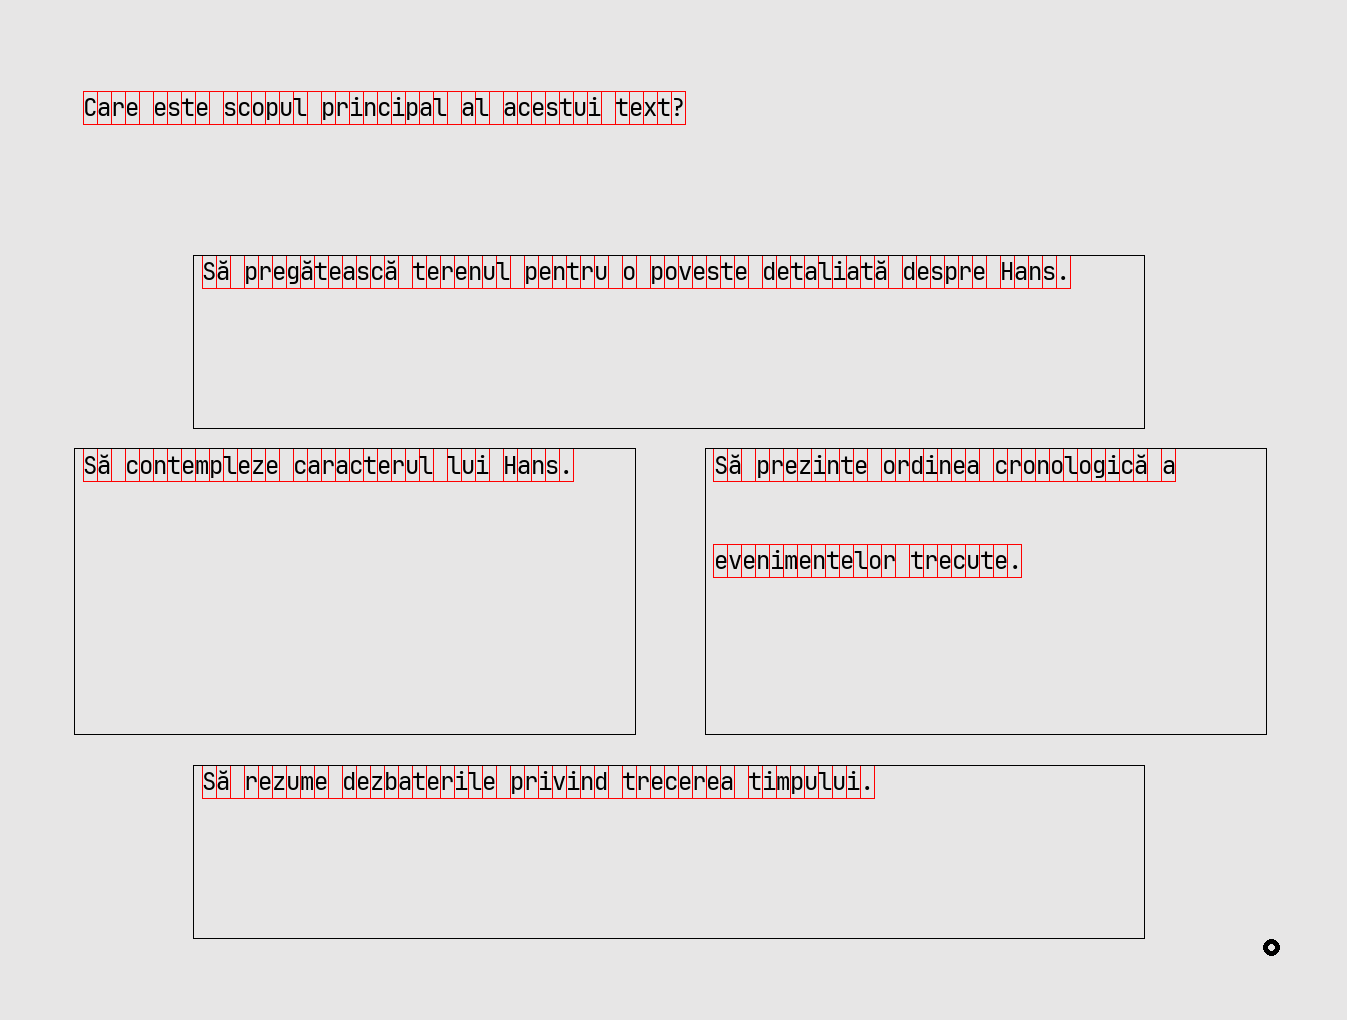 Care este scopul principal al acestui text?
Să pregătească terenul pentru o poveste detaliată despre Hans.
Să contempleze caracterul lui Hans.
Să prezinte ordinea cronologică a
evenimentelor trecute.
Să rezume dezbaterile privind trecerea timpului.